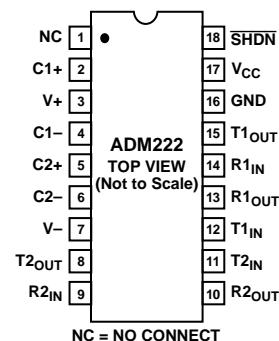 NC 1 18 SHDN
C1+ 2 17 VCC
V+ 3 16 GND
C1– 4 15 T1OUT
ADM222
C2+ 5 TOP VIEW 14 R1IN
(Not to Scale)
C2– 6 13 R1OUT
V– 7 12 T1IN
T2OUT 8 11 T2IN
R2IN 9 10 R2OUT
NC = NO CONNECT